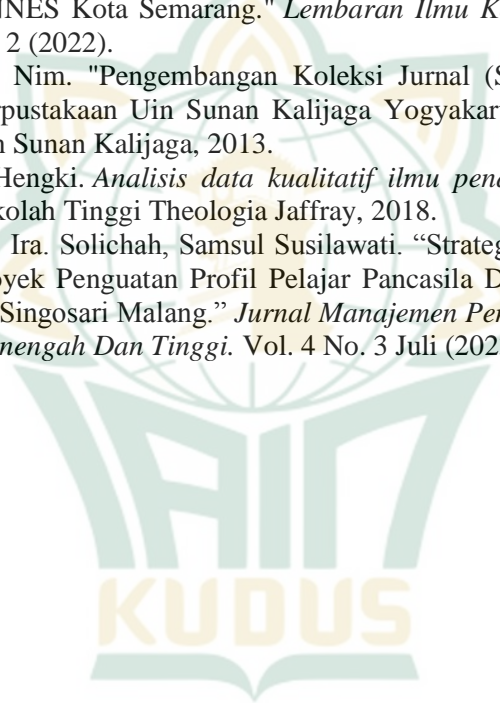 NNES Kota Semarang." Lembaran Ilmu K
2 (2022).
Nim. "Pengembangan Koleksi Jurnal (S
rpustakaan Uin Sunan Kalijaga Yogyakar
n Sunan Kalijaga, 2013.
Hengki. Analisis data kualitatif ilmu pend
kolah Tinggi Theologia Jaffray, 2018.
Ira. Solichah, Samsul Susilawati. “Strateg
oyek Penguatan Profil Pelajar Pancasila D
Singosari Malang.” Jurnal Manajemen Pen
nengah Dan Tinggi. Vol. 4 No. 3 Juli (202
IAIN
KUDUS